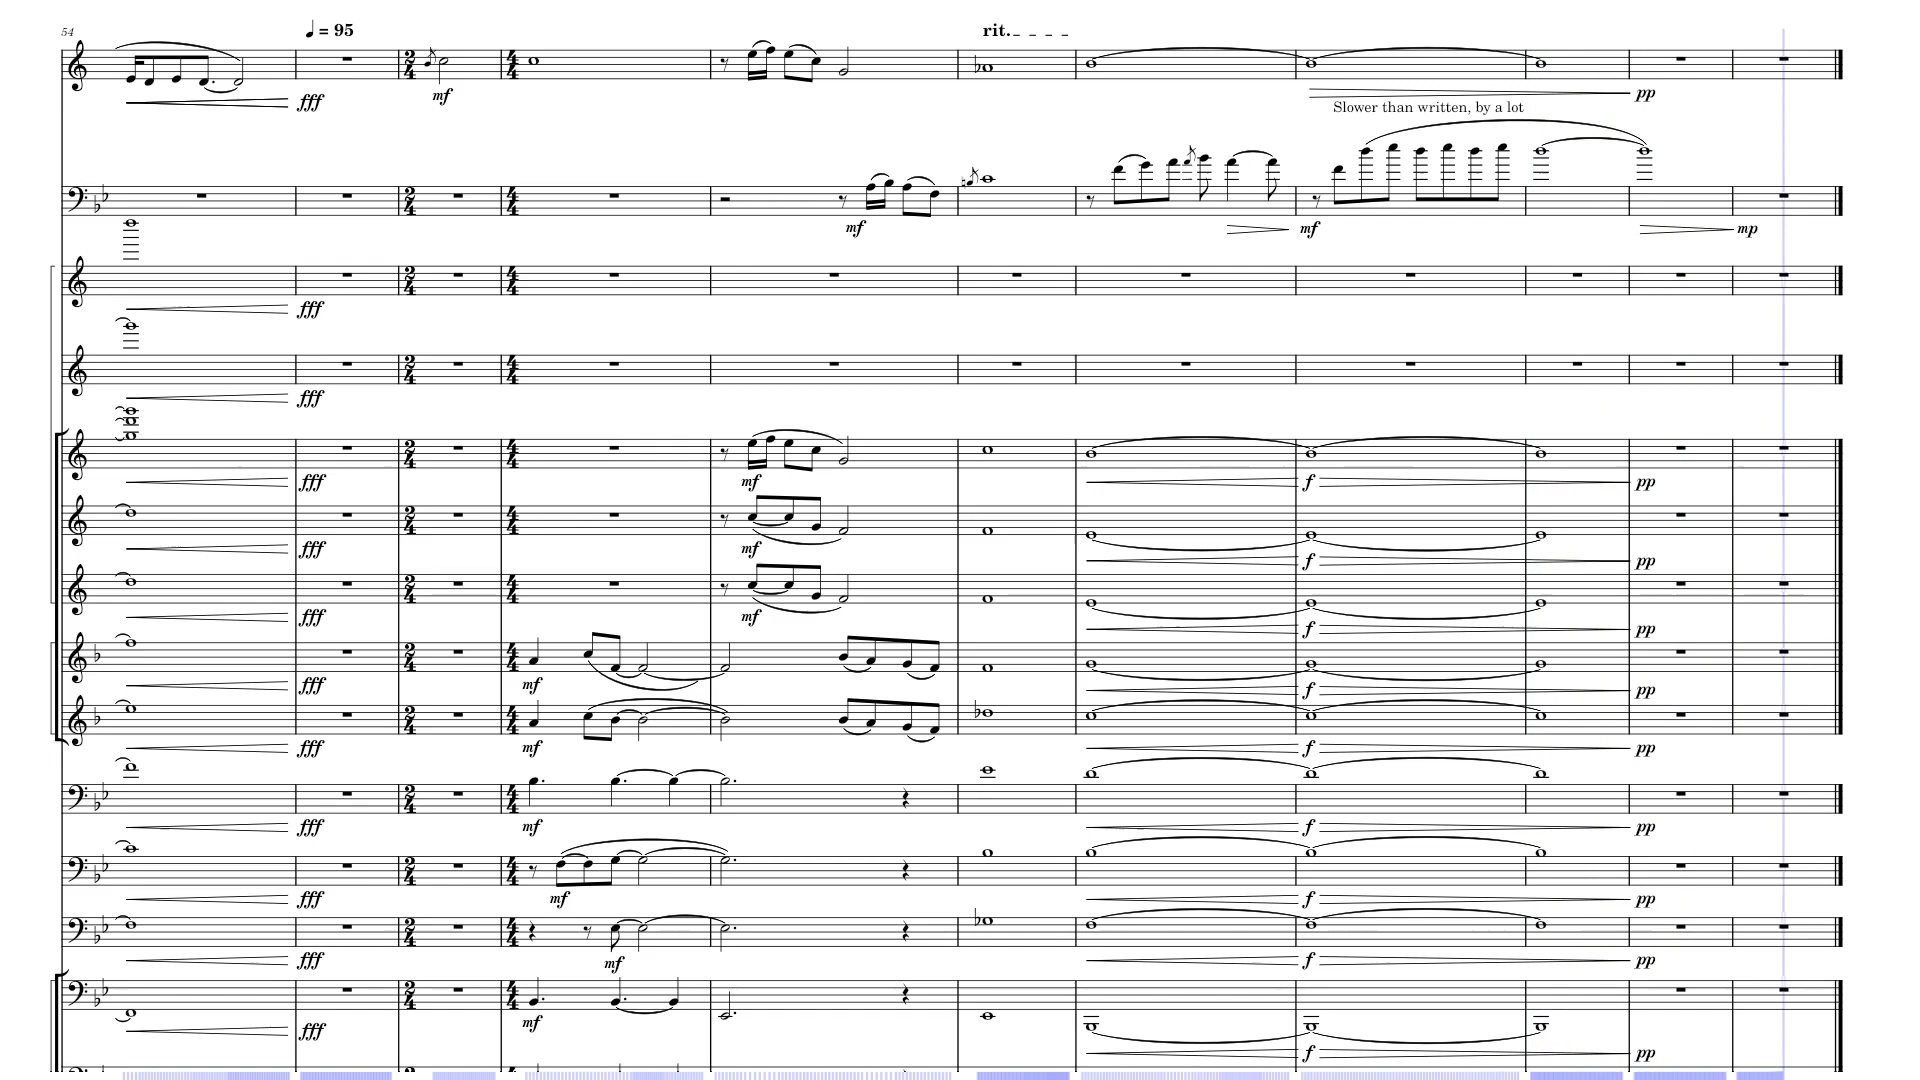 54
♩ = 95
rit.
fff
mf
pp
Slower than written, by a lot
mf
mf
mp
fff
fff
fff
mf
f
pp
fff
mf
f
pp
fff
mf
f
pp
fff
mf
f
pp
fff
mf
f
pp
fff
mf
f
pp
fff
mf
f
pp
fff
mf
f
pp
fff
mf
f
pp